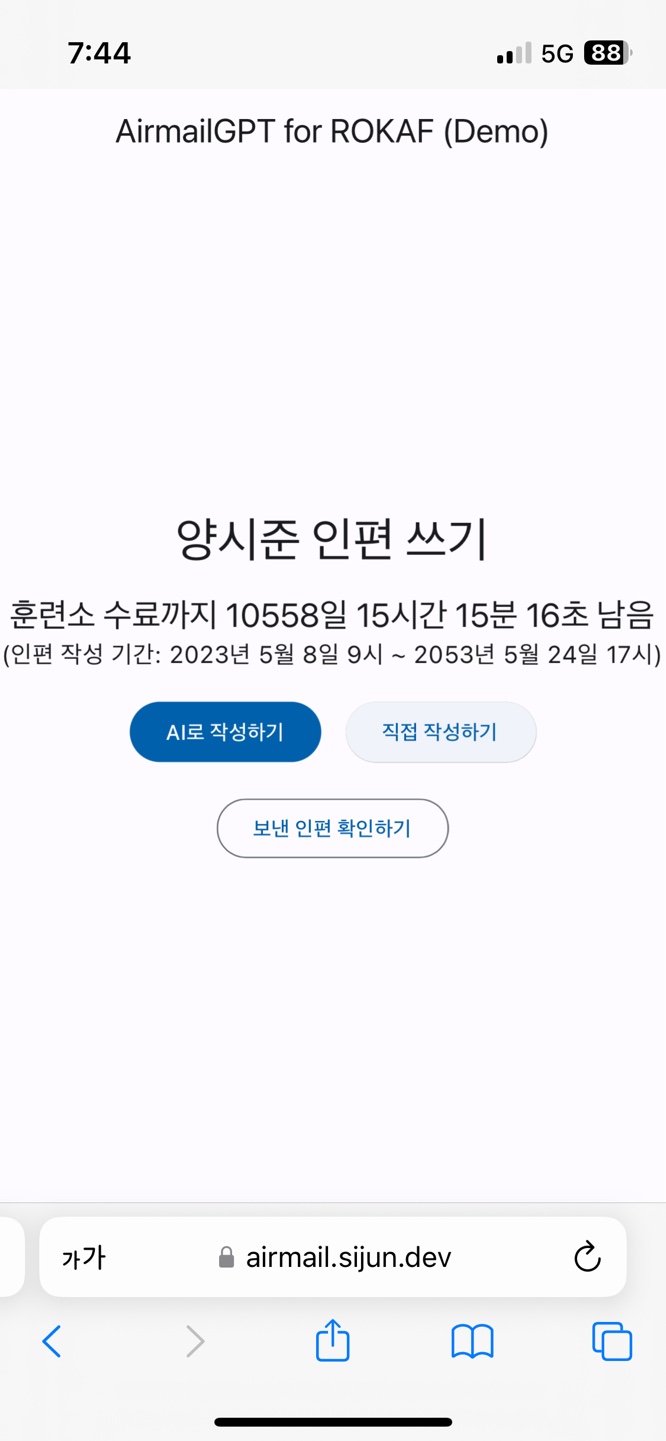 7:44
5G 88
AirmailGPT for ROKAF (Demo)
양시준 인편 쓰기
훈련소 수료까지 10558일 15시간 15분 16초 남음
(인편 작성 기간: 2023년 5월 8일 9시 ~ 2053년 5월 24일 17시)
AI로 작성하기 직접 작성하기
보낸 인편 확인하기
가가 airmail.sijun.dev